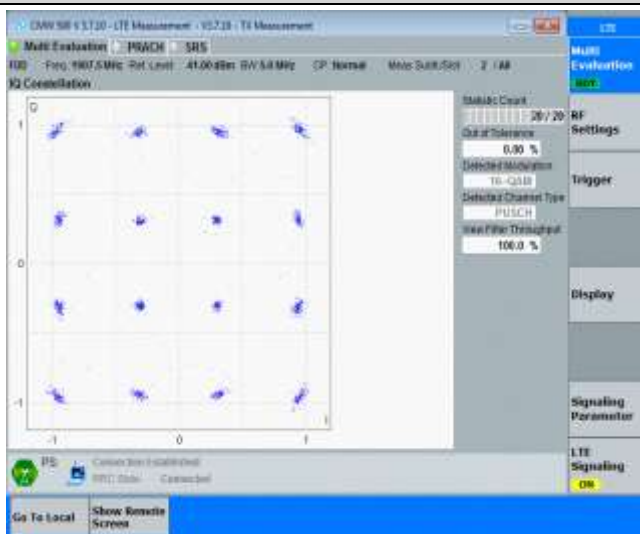 CMW 500 V 3.7.20 - LTE Measurement - V3.7.20 - TX Measurement
Multi Evaluation PRACH SRS
FDD Freq. 1907.5 MHz Ref. Level: 41.00 dBm BW: 5.0 MHz CP: Normal Meas Subfr./Slot 2 / All
IQ Constellation
Q
1
0
-1
-1 0 1
I
Statistic Count
20 / 20
Out of Tolerance
0.00 %
Detected Modulation
16-QAM
Detected Channel Type
PUSCH
View Filter Throughput
100.0 %
PS:
Connection Established
RRC State: Connected
Go To Local
Show Remote
Screen
LTE
Multi
Evaluation
RDY
RF
Settings
Trigger
Display
Signaling
Parameter
LTE
Signaling
ON